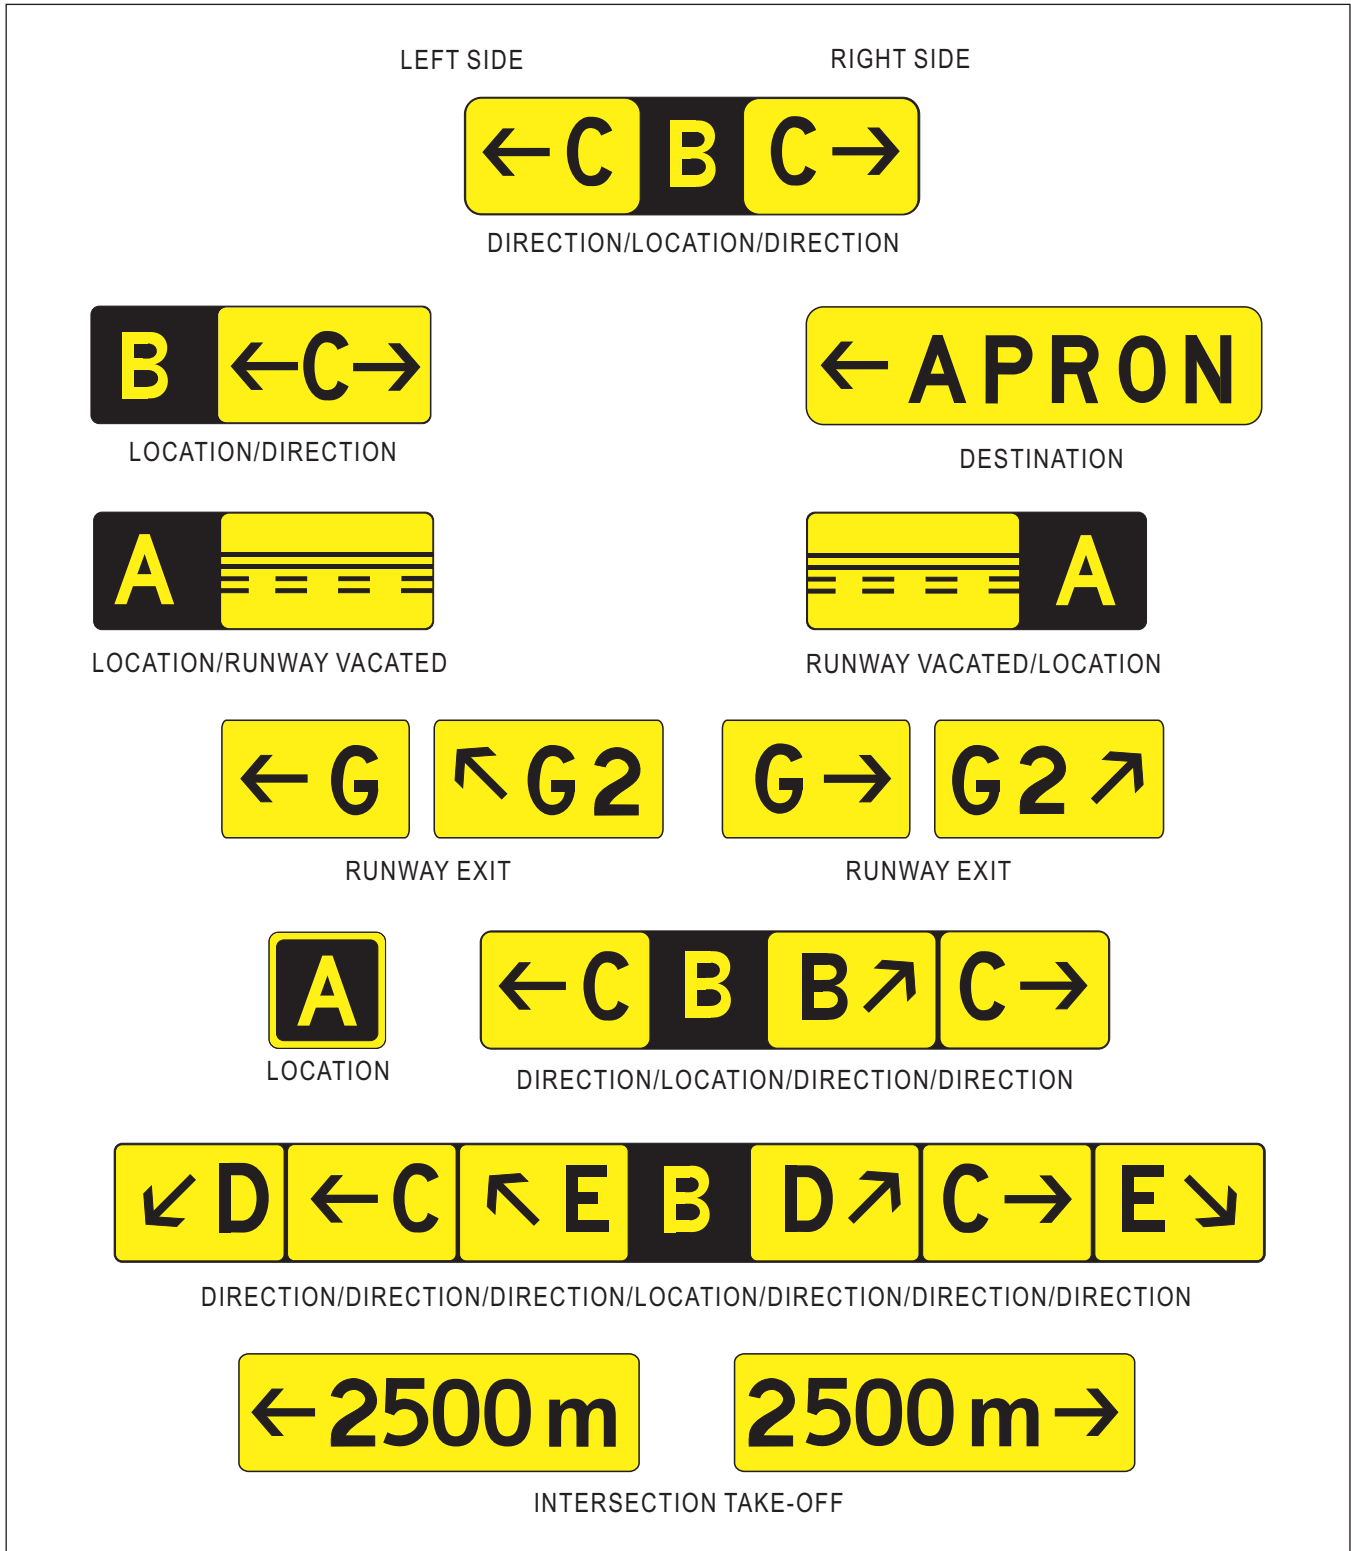 LEFT SIDE RIGHT SIDE
←C B C→
DIRECTION/LOCATION/DIRECTION
B ←C→ ← APRON
LOCATION/DIRECTION DESTINATION
A A
LOCATION/RUNWAY VACATED RUNWAY VACATED/LOCATION
←G ↖G2 G→ G2↗
RUNWAY EXIT RUNWAY EXIT
A ←C B B↗ C→
LOCATION DIRECTION/LOCATION/DIRECTION/DIRECTION
↙D ←C ↖E B D↗ C→ E↘
DIRECTION/DIRECTION/DIRECTION/LOCATION/DIRECTION/DIRECTION/DIRECTION
←2500m 2500m→
INTERSECTION TAKE-OFF